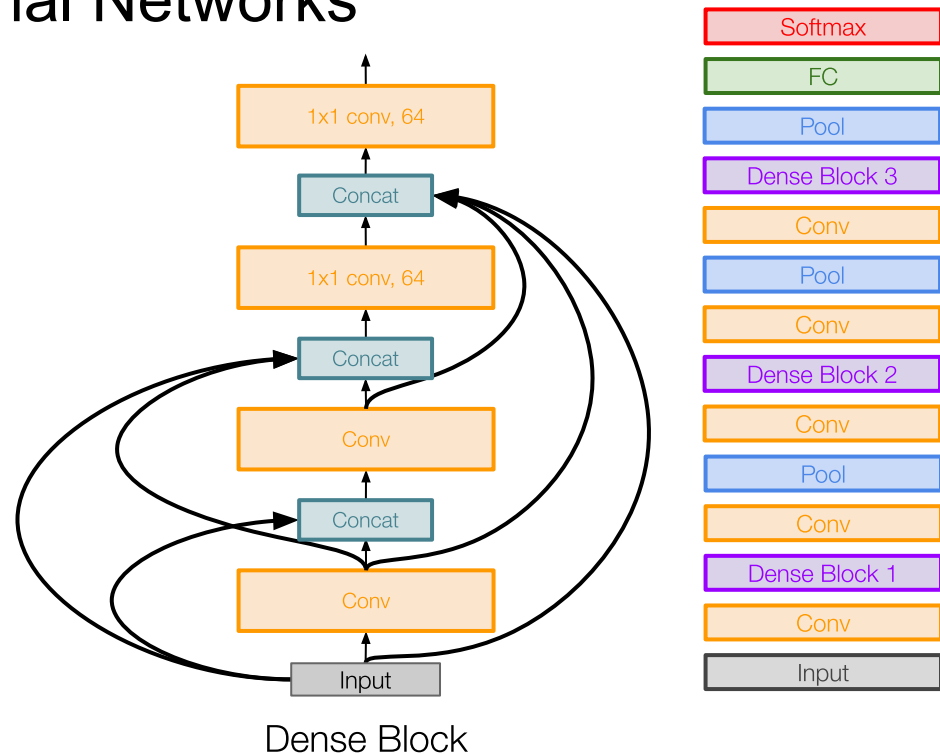 Networks
1x1 conv, 64
Concat
1x1 conv, 64
Concat
Conv
Concat
Conv
Input
Dense Block
Softmax
FC
Pool
Dense Block 3
Conv
Pool
Conv
Dense Block 2
Conv
Pool
Conv
Dense Block 1
Conv
Input